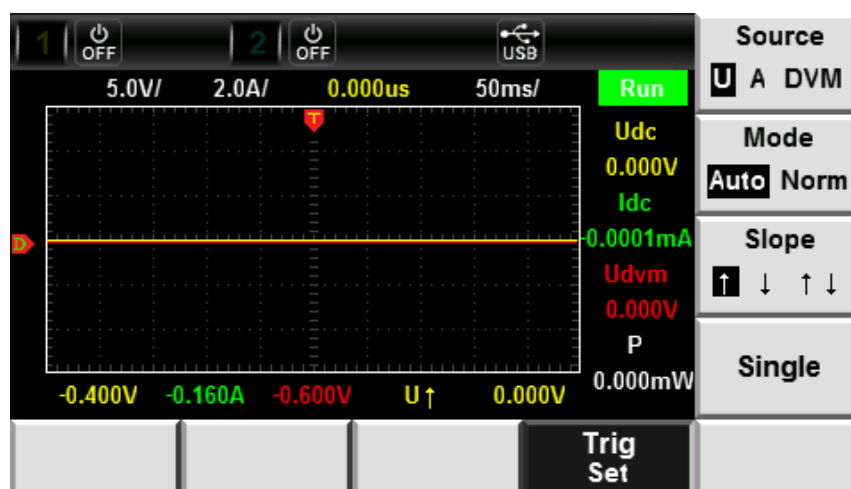 1 OFF 2 OFF USB
5.0V/ 2.0A/ 0.000us 50ms/ Run
T
D
Udc
0.000V
Idc
-0.0001mA
Udvm
0.000V
P
0.000mW
-0.400V -0.160A -0.600V U↑ 0.000V
Source
U A DVM
Mode
Auto Norm
Slope
↑ ↓ ↑↓
Single
Trig
Set